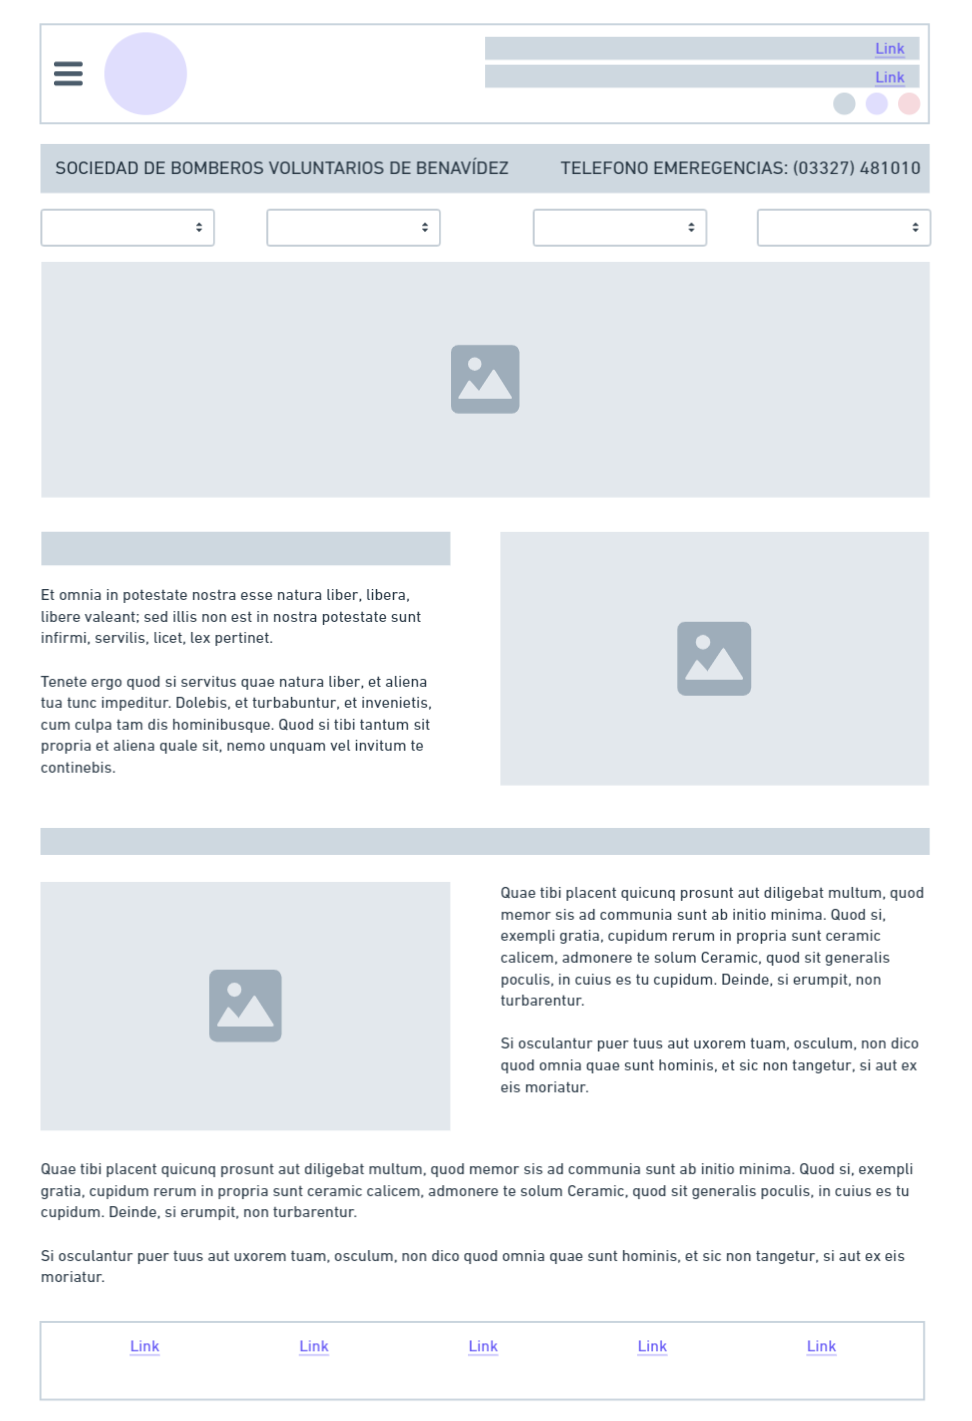 Link
Link
SOCIEDAD DE BOMBEROS VOLUNTARIOS DE BENAVÍDEZ
TELEFONO EMEREGENCIAS: (03327) 481010
Et omnia in potestate nostra esse natura liber, libera,
libere valeant; sed illis non est in nostra potestate sunt
infirmi, servilis, licet, lex pertinet.
Tenete ergo quod si servitus quae natura liber, et aliena
tua tunc impeditur. Dolebis, et turbabuntur, et invenietis,
cum culpa tam dis hominibusque. Quod si tibi tantum sit
propria et aliena quale sit, nemo unquam vel invitum te
continebis.
Quae tibi placent quicunq prosunt aut diligebat multum, quod
memor sis ad communia sunt ab initio minima. Quod si,
exempli gratia, cupidum rerum in propria sunt ceramic
calicem, admonere te solum Ceramic, quod sit generalis
poculis, in cuius es tu cupidum. Deinde, si erumpit, non
turbarentur.
Si osculantur puer tuus aut uxorem tuam, osculum, non dico
quod omnia quae sunt hominis, et sic non tangetur, si aut ex
eis moriatur.
Quae tibi placent quicunq prosunt aut diligebat multum, quod memor sis ad communia sunt ab initio minima. Quod si, exempli
gratia, cupidum rerum in propria sunt ceramic calicem, admonere te solum Ceramic, quod sit generalis poculis, in cuius es tu
cupidum. Deinde, si erumpit, non turbarentur.
Si osculantur puer tuus aut uxorem tuam, osculum, non dico quod omnia quae sunt hominis, et sic non tangetur, si aut ex eis
moriatur.
Link Link Link Link Link